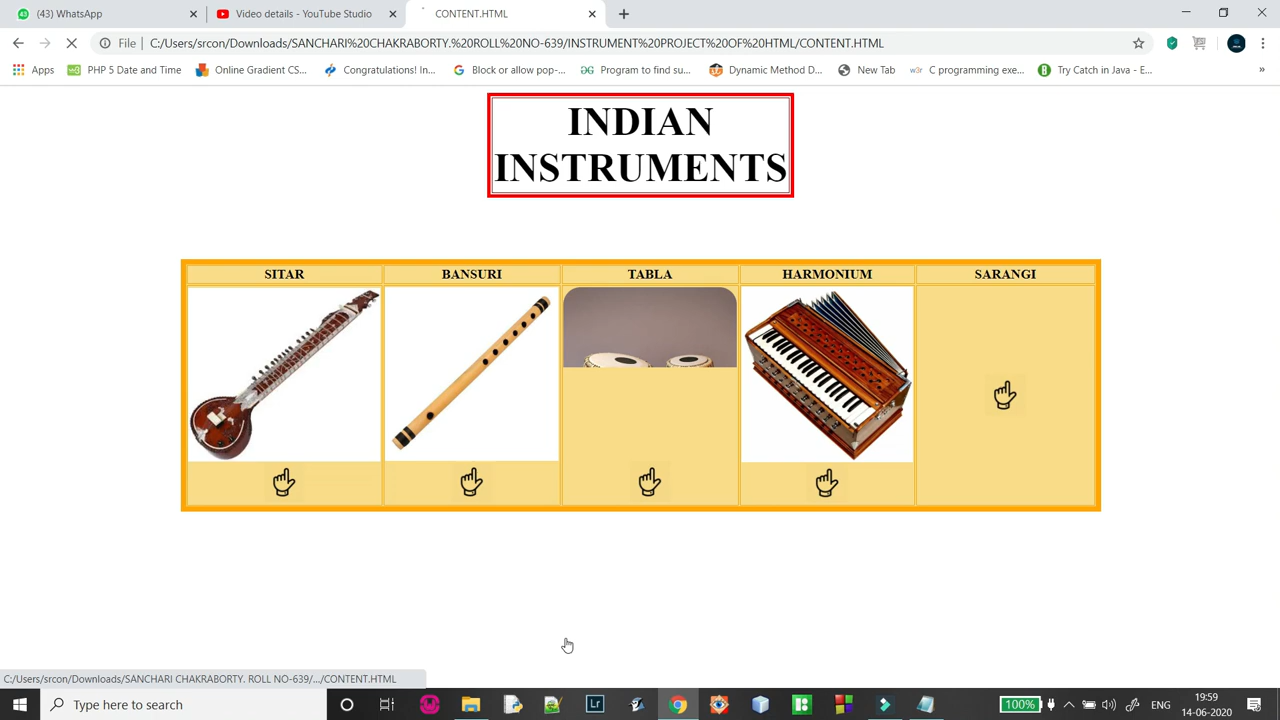 43
(43) WhatsApp
Video details - YouTube Studio
CONTENT.HTML
File
C:/Users/srcon/Downloads/SANCHARI%20CHAKRABORTY.%20ROLL%20NO-639/INSTRUMENT%20PROJECT%20OF%20HTML/CONTENT.HTML
Apps
w3
PHP 5 Date and Time
Online Gradient CS...
Congratulations! In...
G
Block or allow pop-...
Program to find su...
Dynamic Method D...
New Tab
w3r
C programming exe...
Try Catch in Java - E...
»
INDIAN
INSTRUMENTS
SITAR
BANSURI
TABLA
HARMONIUM
SARANGI
C:/Users/srcon/Downloads/SANCHARI CHAKRABORTY. ROLL NO-639/.../CONTENT.HTML
Type here to search
Lr
100%
ENG
19:59
14-06-2020